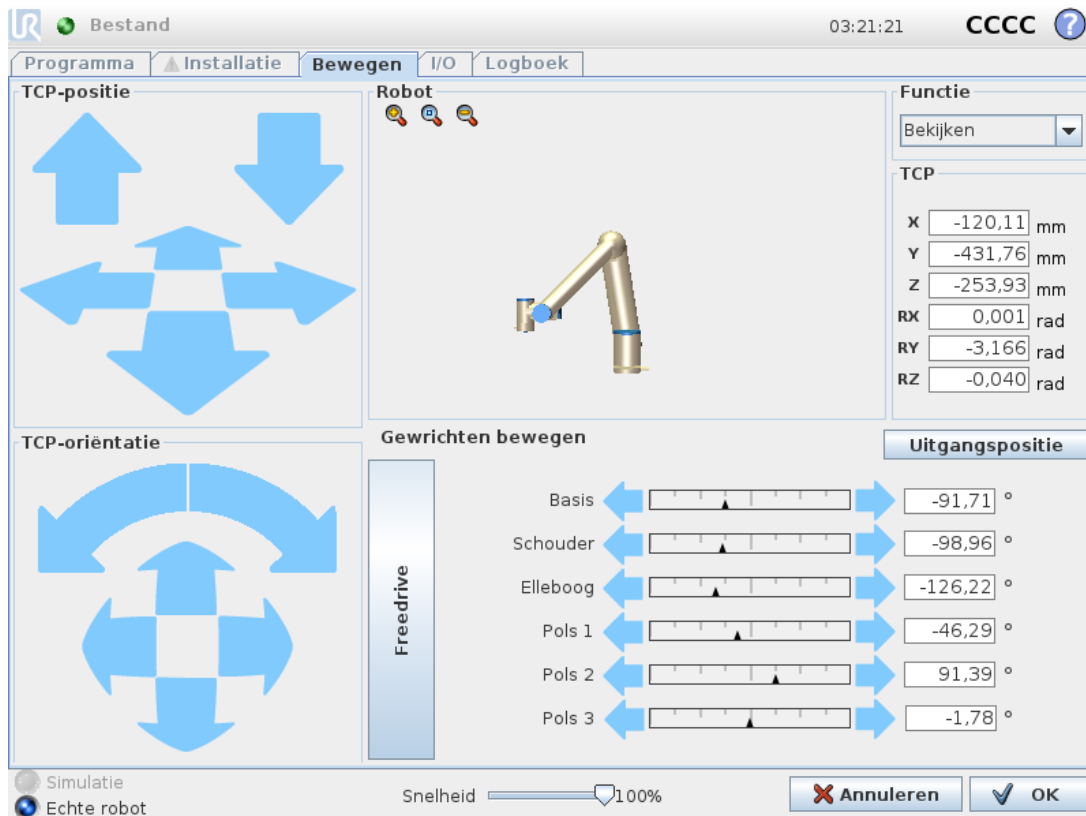 UR Bestand 03:21:21 CCCC ?
Programma Installatie Bewegen I/O Logboek
TCP-positie
Robot
Functie
Bekijken
TCP
X -120,11 mm
Y -431,76 mm
Z -253,93 mm
RX 0,001 rad
RY -3,166 rad
RZ -0,040 rad
TCP-oriëntatie
Gewrichten bewegen
Uitgangspositie
Freedrive
Basis -91,71 °
Schouder -98,96 °
Elleboog -126,22 °
Pols 1 -46,29 °
Pols 2 91,39 °
Pols 3 -1,78 °
Simulatie
Echte robot
Snelheid 100%
Annuleren
OK